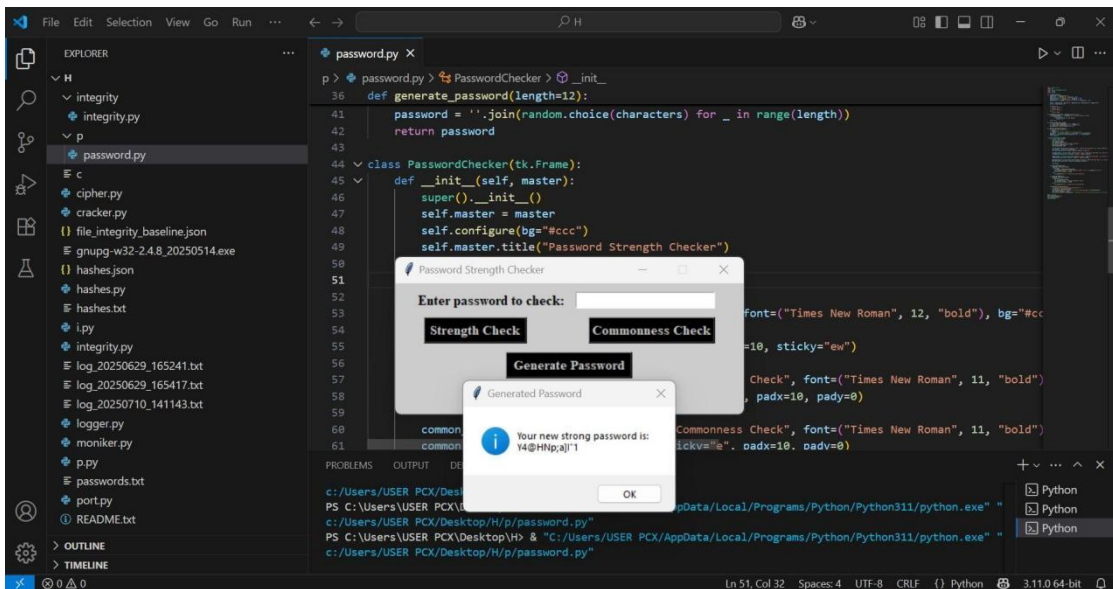 File Edit Selection View Go Run ··· ← → H
EXPLORER ···
H
integrity
integrity.py
p
password.py
c
cipher.py
cracker.py
{} file_integrity_baseline.json
gnupg-w32-2.4.8_20250514.exe
{} hashes.json
hashes.py
hashes.txt
i.py
integrity.py
log_20250629_165241.txt
log_20250629_165417.txt
log_20250710_141143.txt
logger.py
moniker.py
p.py
passwords.txt
port.py
README.txt
OUTLINE
TIMELINE
password.py ×
p > password.py > PasswordChecker > __init__
36 def generate_password(length=12):
41 password = ''.join(random.choice(characters) for _ in range(length))
42 return password
43
44 class PasswordChecker(tk.Frame):
45 def __init__(self, master):
46 super().__init__()
47 self.master = master
48 self.configure(bg="#ccc")
49 self.master.title("Password Strength Checker")
50
51
52
53 font=("Times New Roman", 12, "bold"), bg="#cc
54
55 =10, sticky="ew")
56
57 Check", font=("Times New Roman", 11, "bold")
58 , padx=10, pady=0)
59
60 common Commonness Check", font=("Times New Roman", 11, "bold")
61 common sticky="e", padx=10, pady=0)
Password Strength Checker
Enter password to check:
Strength Check Commonness Check
Generate Password
Generated Password
Your new strong password is:
OK
PROBLEMS OUTPUT DE
c:/Users/USER PCX/Desk
PS C:\Users\USER PCX\D pData/Local/Programs/Python/Python311/python.exe" "
c:/Users/USER PCX/Desktop/H/p/password.py"
PS C:\Users\USER PCX\Desktop\H> & "C:/Users/USER PCX/AppData/Local/Programs/Python/Python311/python.exe" "
c:/Users/USER PCX/Desktop/H/p/password.py"
Python
Python
Python
0 0 Ln 51, Col 32 Spaces: 4 UTF-8 CRLF {} Python 3.11.0 64-bit